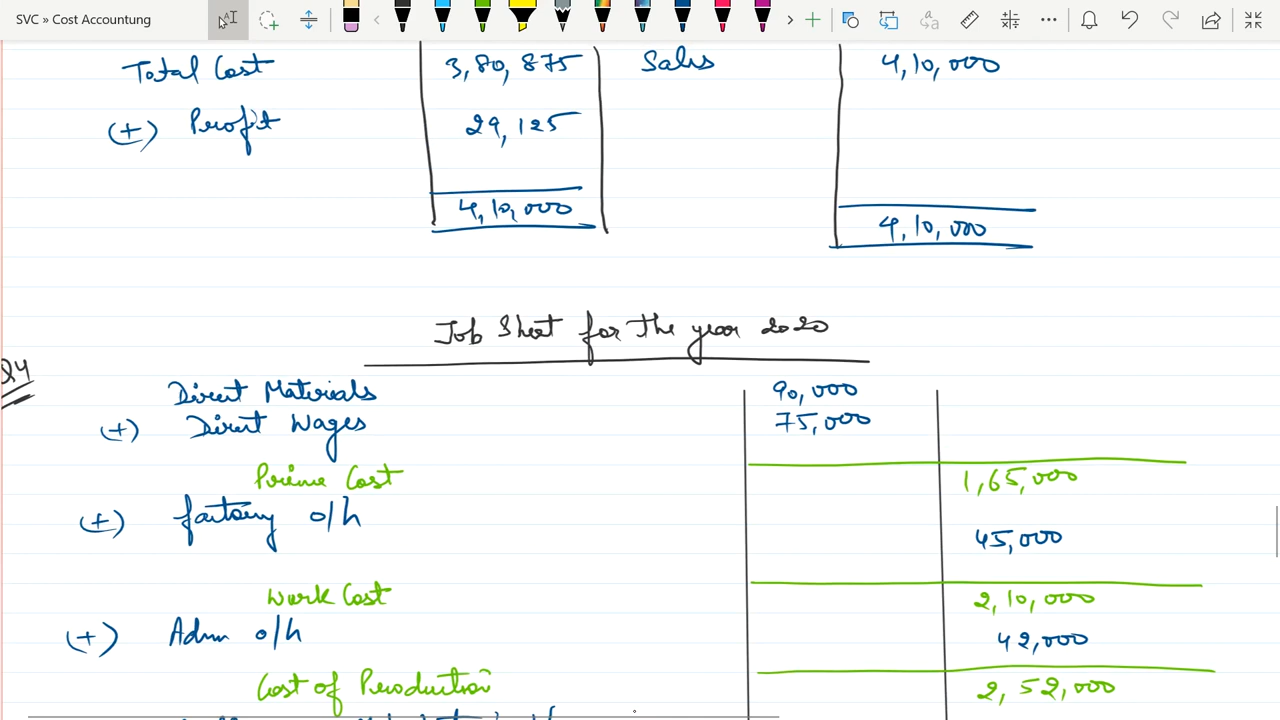 SVC » Cost Accountung
Total Cost 3,80,875 Sales 4,10,000
(+) Profit 29,125
4,10,000
4,10,000
Job Sheet for the year 2020
Direct Materials 90,000
(+) Direct Wages 75,000
Prime Cost 1,65,000
(+) factory o/h 45,000
Work Cost 2,10,000
(+) Adm o/h 42,000
Cost of Production 2,52,000